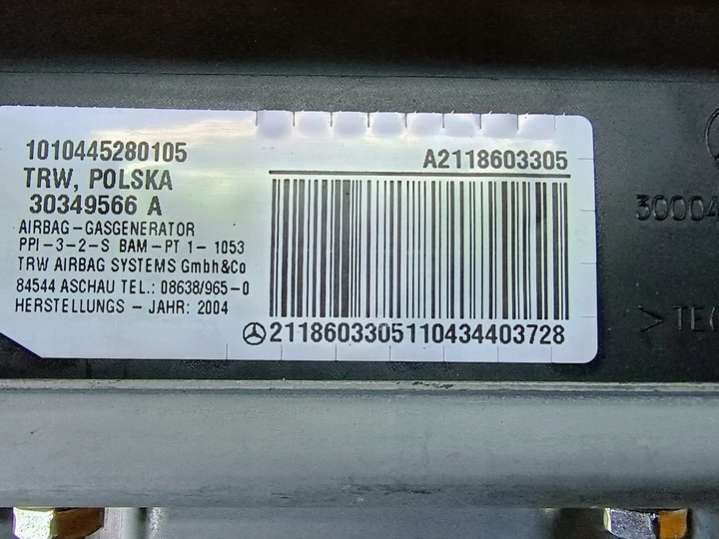 1010445280105
TRW, POLSKA
30349566 A
AIRBAG-GASGENERATOR
PPI-3-2-S BAM-PT 1- 1053
TRW AIRBAG SYSTEMS Gmbh&Co
84544 ASCHAU TEL.: 08638/965-0
HERSTELLUNGS - JAHR: 2004
A2118603305
2118603305110434403728